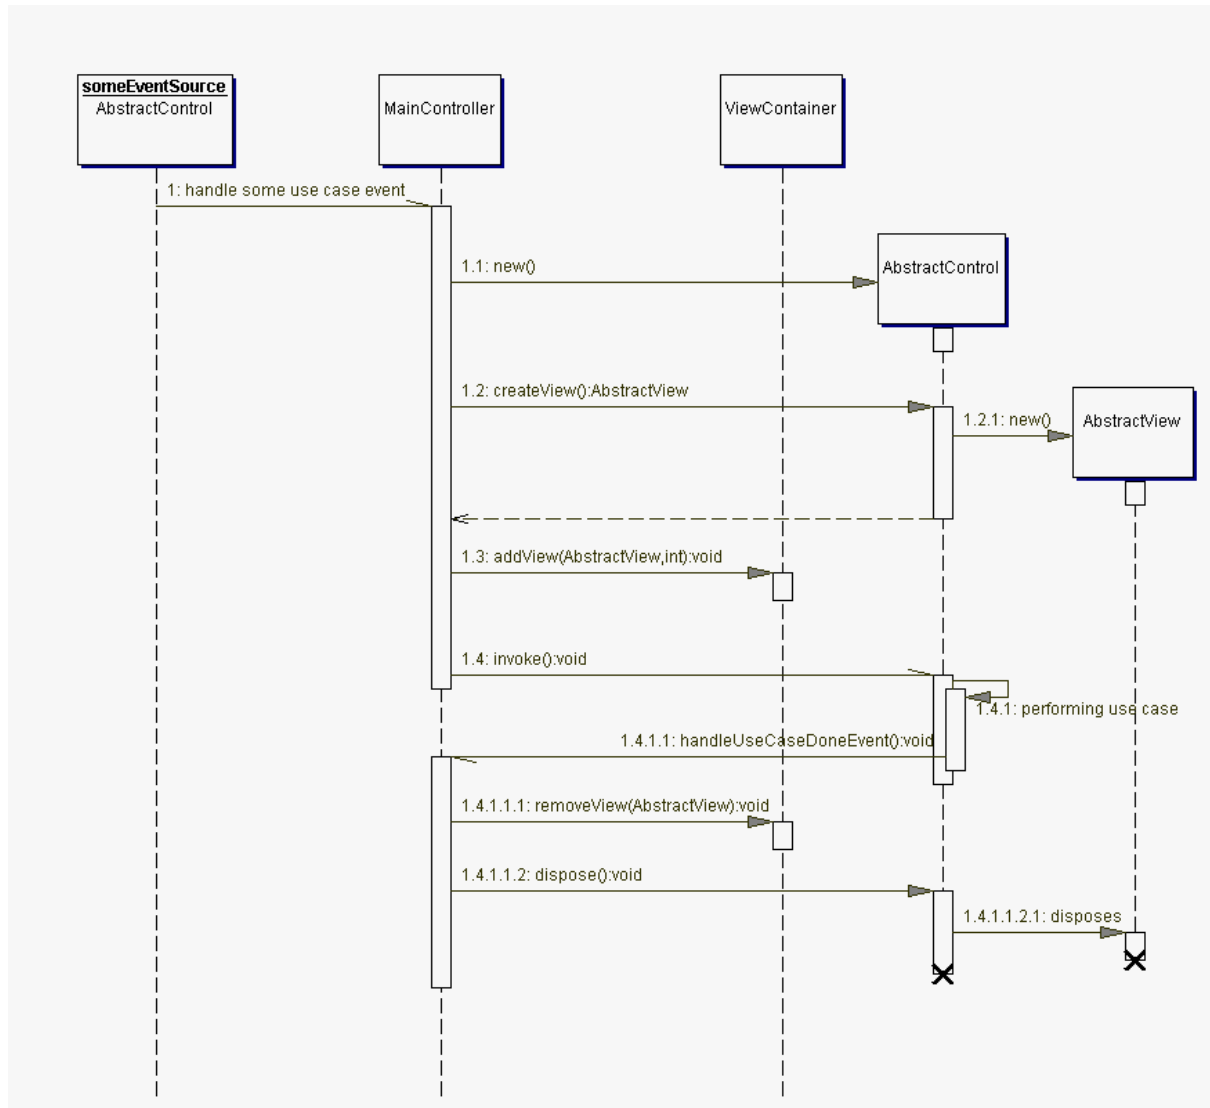 someEventSource
AbstractControl
MainController
ViewContainer
1: handle some use case event
1.1: new()
AbstractControl
1.2: createView():AbstractView
1.2.1: new()
AbstractView
1.3: addView(AbstractView,int):void
1.4: invoke():void
1.4.1: performing use case
1.4.1.1: handleUseCaseDoneEvent():void
1.4.1.1.1: removeView(AbstractView):void
1.4.1.1.2: dispose():void
1.4.1.1.2.1: disposes